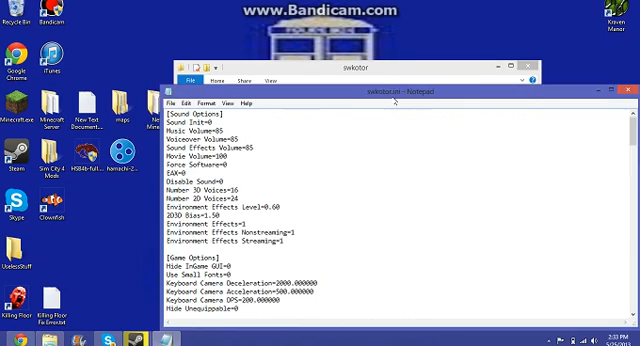 www.Bandicam.com
Recycle Bin
Bandicam
Kraven
Manor
swkotor
File Home Share View
Google
Chrome
iTunes
swkotor.ini - Notepad
File Edit Format View Help
Minecraft.exe
Minecraft
Server
New Text
Document...
maps
Steam
Sim City 4
Mods
HSB4b-full...
hamachi-2...
Skype
Clownfish
UselessStuff
Killing Floor
Killing Floor
Fix Error.txt
[Sound Options]
Sound Init=0
Music Volume=85
Voiceover Volume=85
Sound Effects Volume=85
Movie Volume=100
Force Software=0
EAX=0
Disable Sound=0
Number 3D Voices=16
Number 2D Voices=24
Environment Effects Level=0.60
2D3D Bias=1.50
Environment Effects=1
Environment Effects Nonstreaming=1
Environment Effects Streaming=1
[Game Options]
Hide InGame GUI=0
Use Small Fonts=0
Keyboard Camera Deceleration=2000.000000
Keyboard Camera Acceleration=500.000000
Keyboard Camera DPS=200.000000
Hide Unequippable=0
2:33 PM
5/25/2013